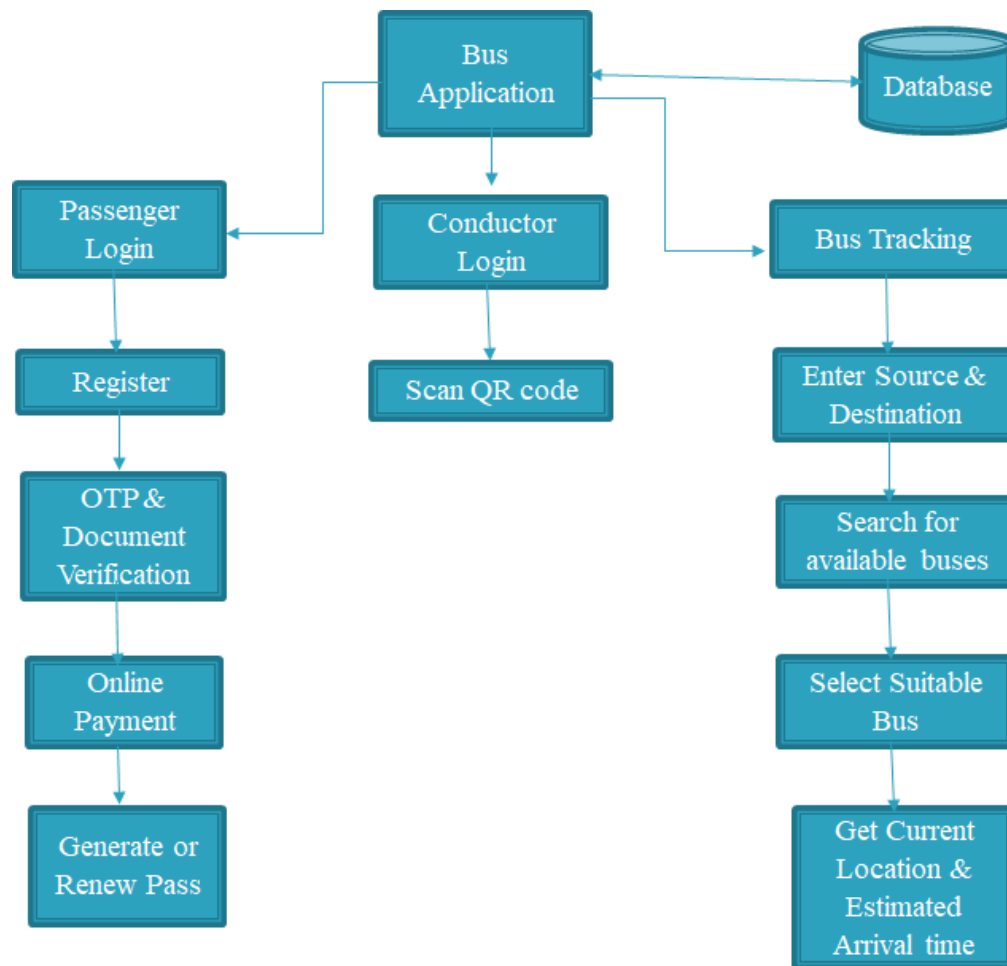 Bus
Application
Database
Passenger
Login
Conductor
Login
Bus Tracking
Register
Scan QR code
Enter Source &
Destination
OTP &
Document
Verification
Search for
available buses
Online
Payment
Select Suitable
Bus
Generate or
Renew Pass
Get Current
Location &
Estimated
Arrival time